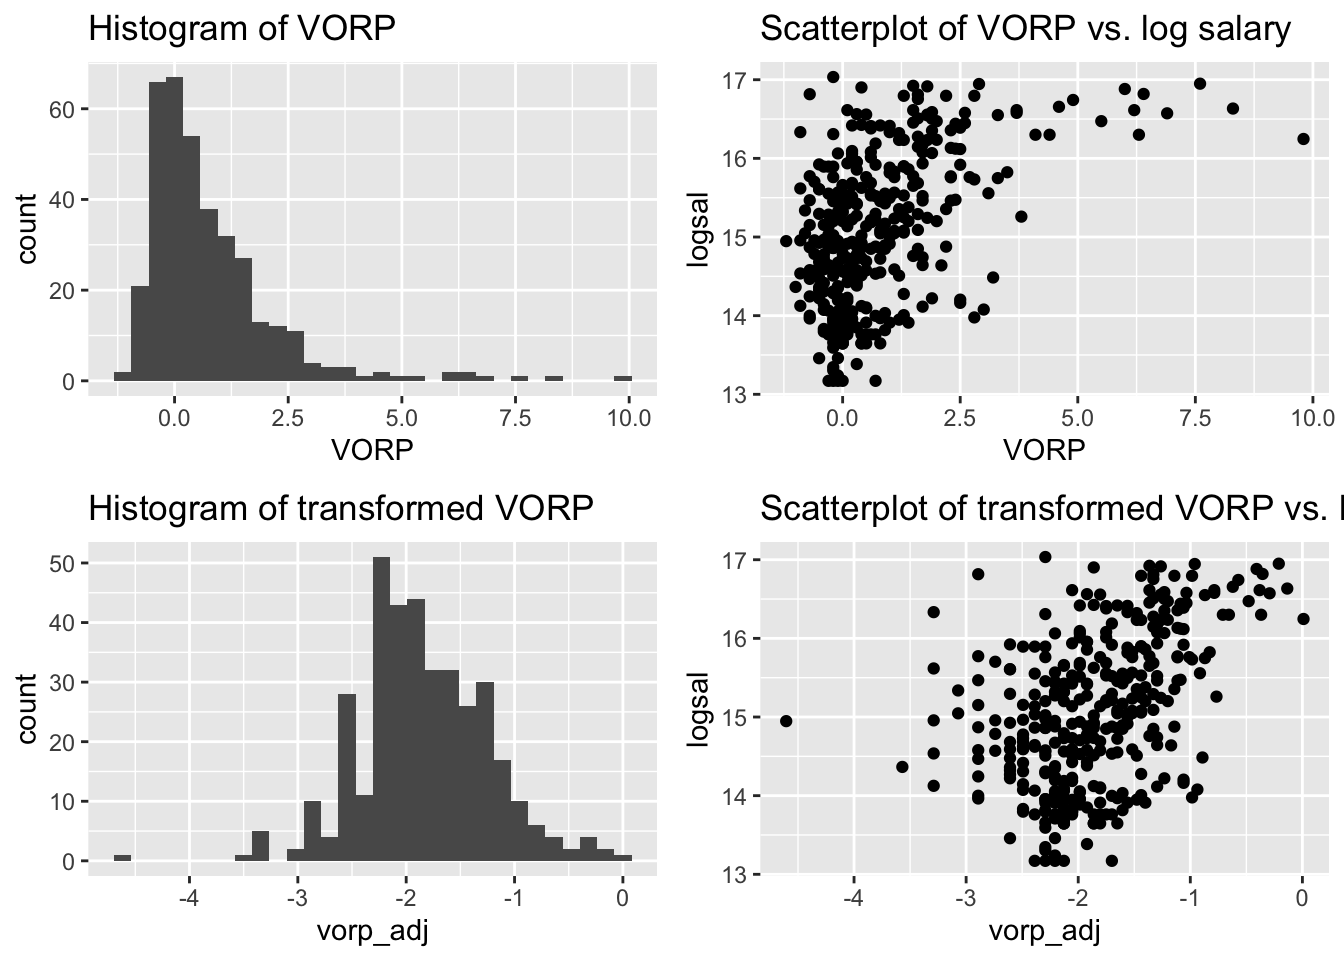 Histogram of VORP
60
40
20
0
count
0.0 2.5 5.0 7.5 10.0
VORP
Scatterplot of VORP vs. log salary
17
16
15
14
13
logsal
0.0 2.5 5.0 7.5 10.0
VORP
Histogram of transformed VORP
50
40
30
20
10
0
count
-4 -3 -2 -1 0
vorp_adj
Scatterplot of transformed VORP vs.
17
16
15
14
13
logsal
-4 -3 -2 -1 0
vorp_adj